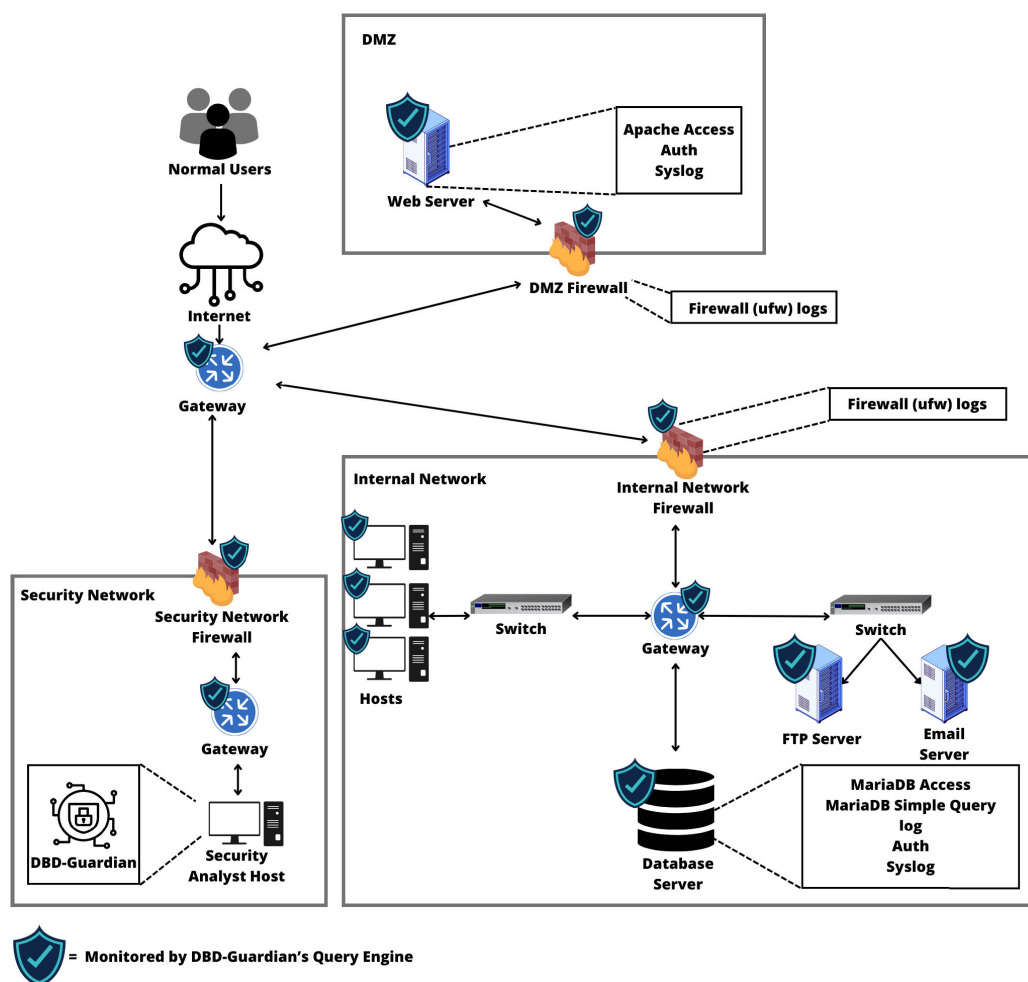 DMZ
Apache Access
Auth
Syslog
Web Server
Normal Users
DMZ Firewall
Firewall (ufw) logs
Internet
Gateway
Firewall (ufw) logs
Internal Network
Internal Network
Firewall
Security Network
Security Network
Firewall
Switch
Gateway
Switch
Hosts
FTP Server
Email
Server
Gateway
DBD-Guardian
Security
Analyst Host
Database
Server
MariaDB Access
MariaDB Simple Query
log
Auth
Syslog
= Monitored by DBD-Guardian’s Query Engine